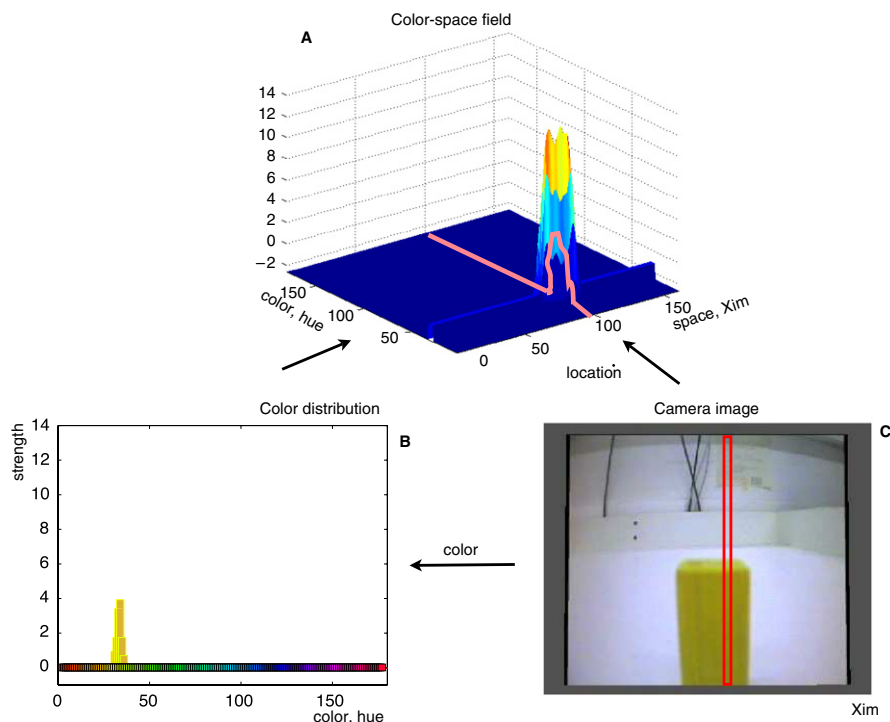 Color-space field
A
14
12
10
8
6
4
2
0
−2
150
100
50
color, hue
0
50
100
150
space, Xim
location
Color distribution
B
14
12
10
8
6
4
2
0
strength
0
50
100
150
color, hue
color
Camera image
C
Xim